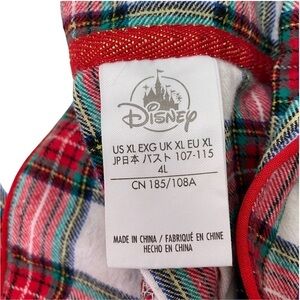 Disney
US XL EXG UK XL EU XL
JP日本 バスト 107-115
4L
CN 185/108A
MADE IN CHINA / FABRIQUÉ EN CHINE
HECHO EN CHINA